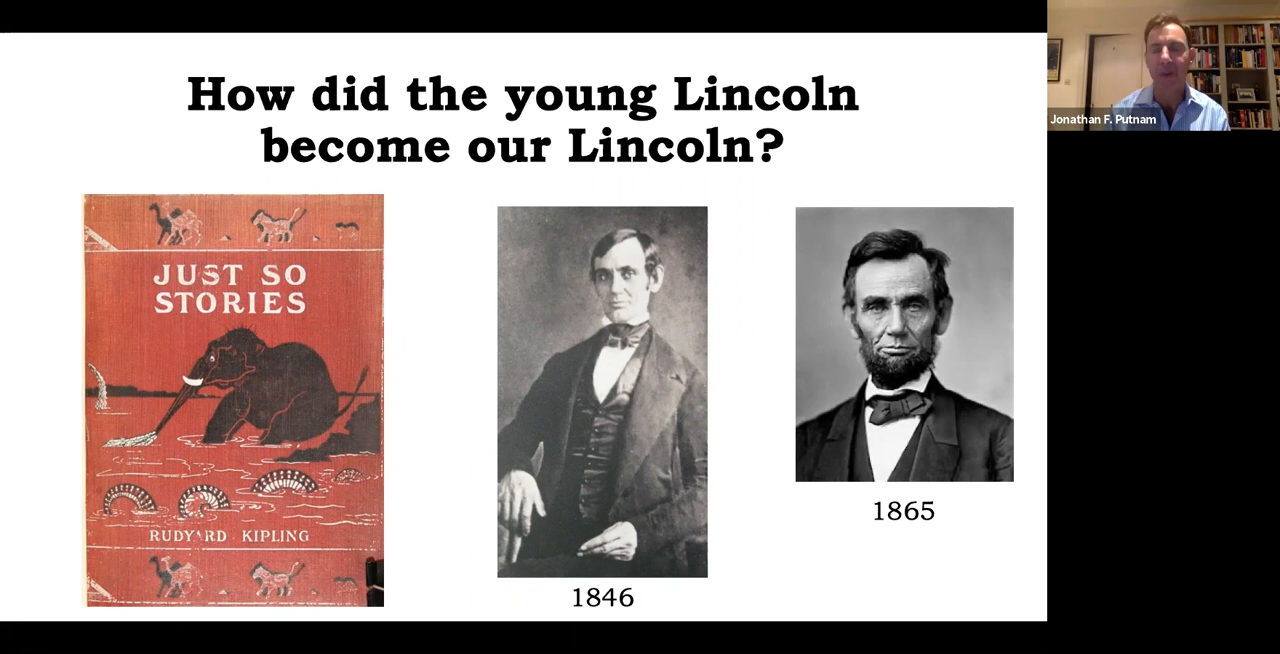 How did the young Lincoln
become our Lincoln?
JUST SO
STORIES
RUDYARD KIPLING
1846
1865
Jonathan F. Putnam